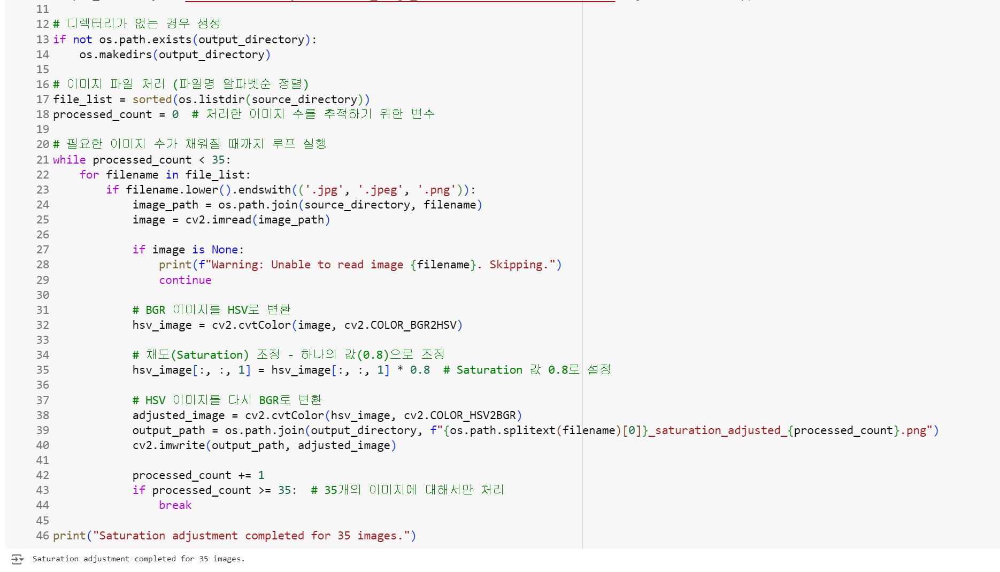 11
12 # 디렉터리가 없는 경우 생성
13 if not os.path.exists(output_directory):
14     os.makedirs(output_directory)
15
16 # 이미지 파일 처리 (파일명 알파벳순 정렬)
17 file_list = sorted(os.listdir(source_directory))
18 processed_count = 0  # 처리한 이미지 수를 추적하기 위한 변수
19
20 # 필요한 이미지 수가 채워질 때까지 루프 실행
21 while processed_count < 35:
22     for filename in file_list:
23         if filename.lower().endswith(('.jpg', '.jpeg', '.png')):
24             image_path = os.path.join(source_directory, filename)
25             image = cv2.imread(image_path)
26
27             if image is None:
28                 print(f"Warning: Unable to read image {filename}. Skipping.")
29                 continue
30
31             # BGR 이미지를 HSV로 변환
32             hsv_image = cv2.cvtColor(image, cv2.COLOR_BGR2HSV)
33
34             # 채도(Saturation) 조정 - 하나의 값(0.8)으로 조정
35             hsv_image[:, :, 1] = hsv_image[:, :, 1] * 0.8  # Saturation 값 0.8로 설정
36
37             # HSV 이미지를 다시 BGR로 변환
38             adjusted_image = cv2.cvtColor(hsv_image, cv2.COLOR_HSV2BGR)
39             output_path = os.path.join(output_directory, f"{os.path.splitext(filename)[0]}_saturation_adjusted_{processed_count}.png")
40             cv2.imwrite(output_path, adjusted_image)
41
42             processed_count += 1
43             if processed_count >= 35:  # 35개의 이미지에 대해서만 처리
44                 break
45
46 print("Saturation adjustment completed for 35 images.")
Saturation adjustment completed for 35 images.